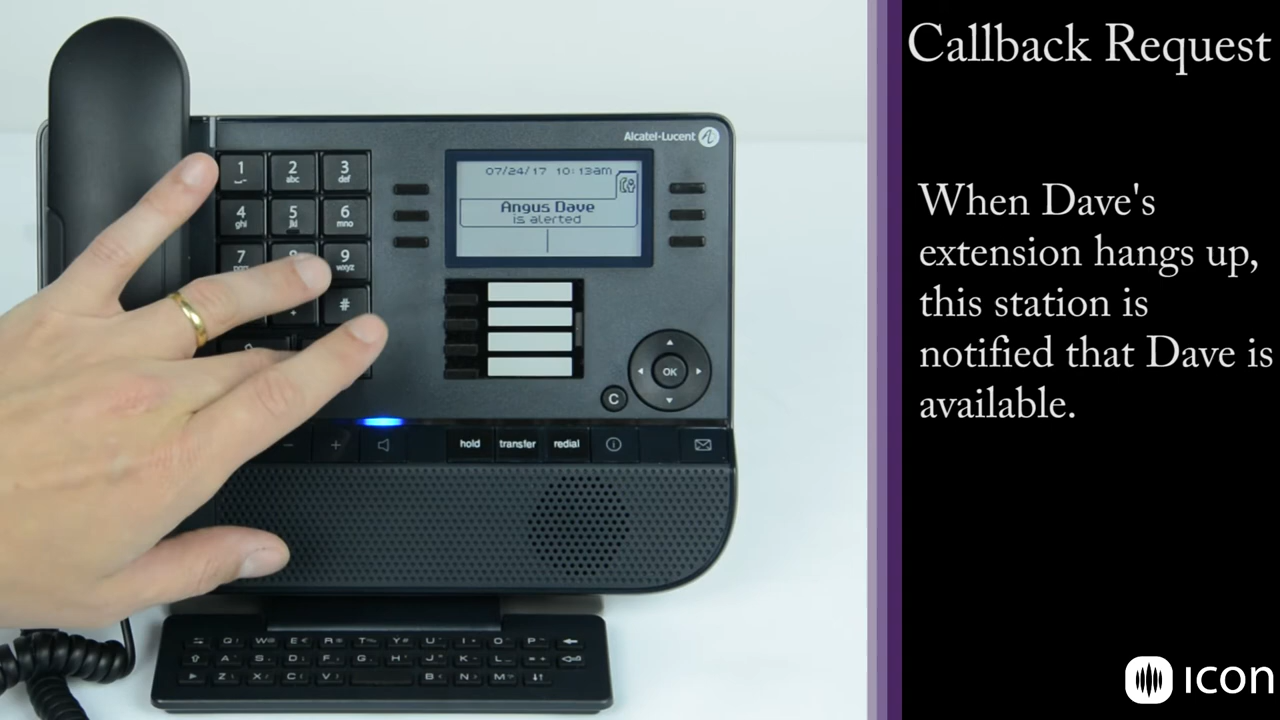 Callback Request
When Dave's
extension hangs up,
this station is
notified that Dave is
available.
ICON
Alcatel-Lucent
07/24/17 10:13am
Angus Dave
is alerted
1 2 abc 3 def
4 ghi 5 jkl 6 mno
7 9 wxyz
#
OK
C
- + hold transfer redial
Q W E R T Y U I O P
A S D F G H J K L
Z X C V B N M